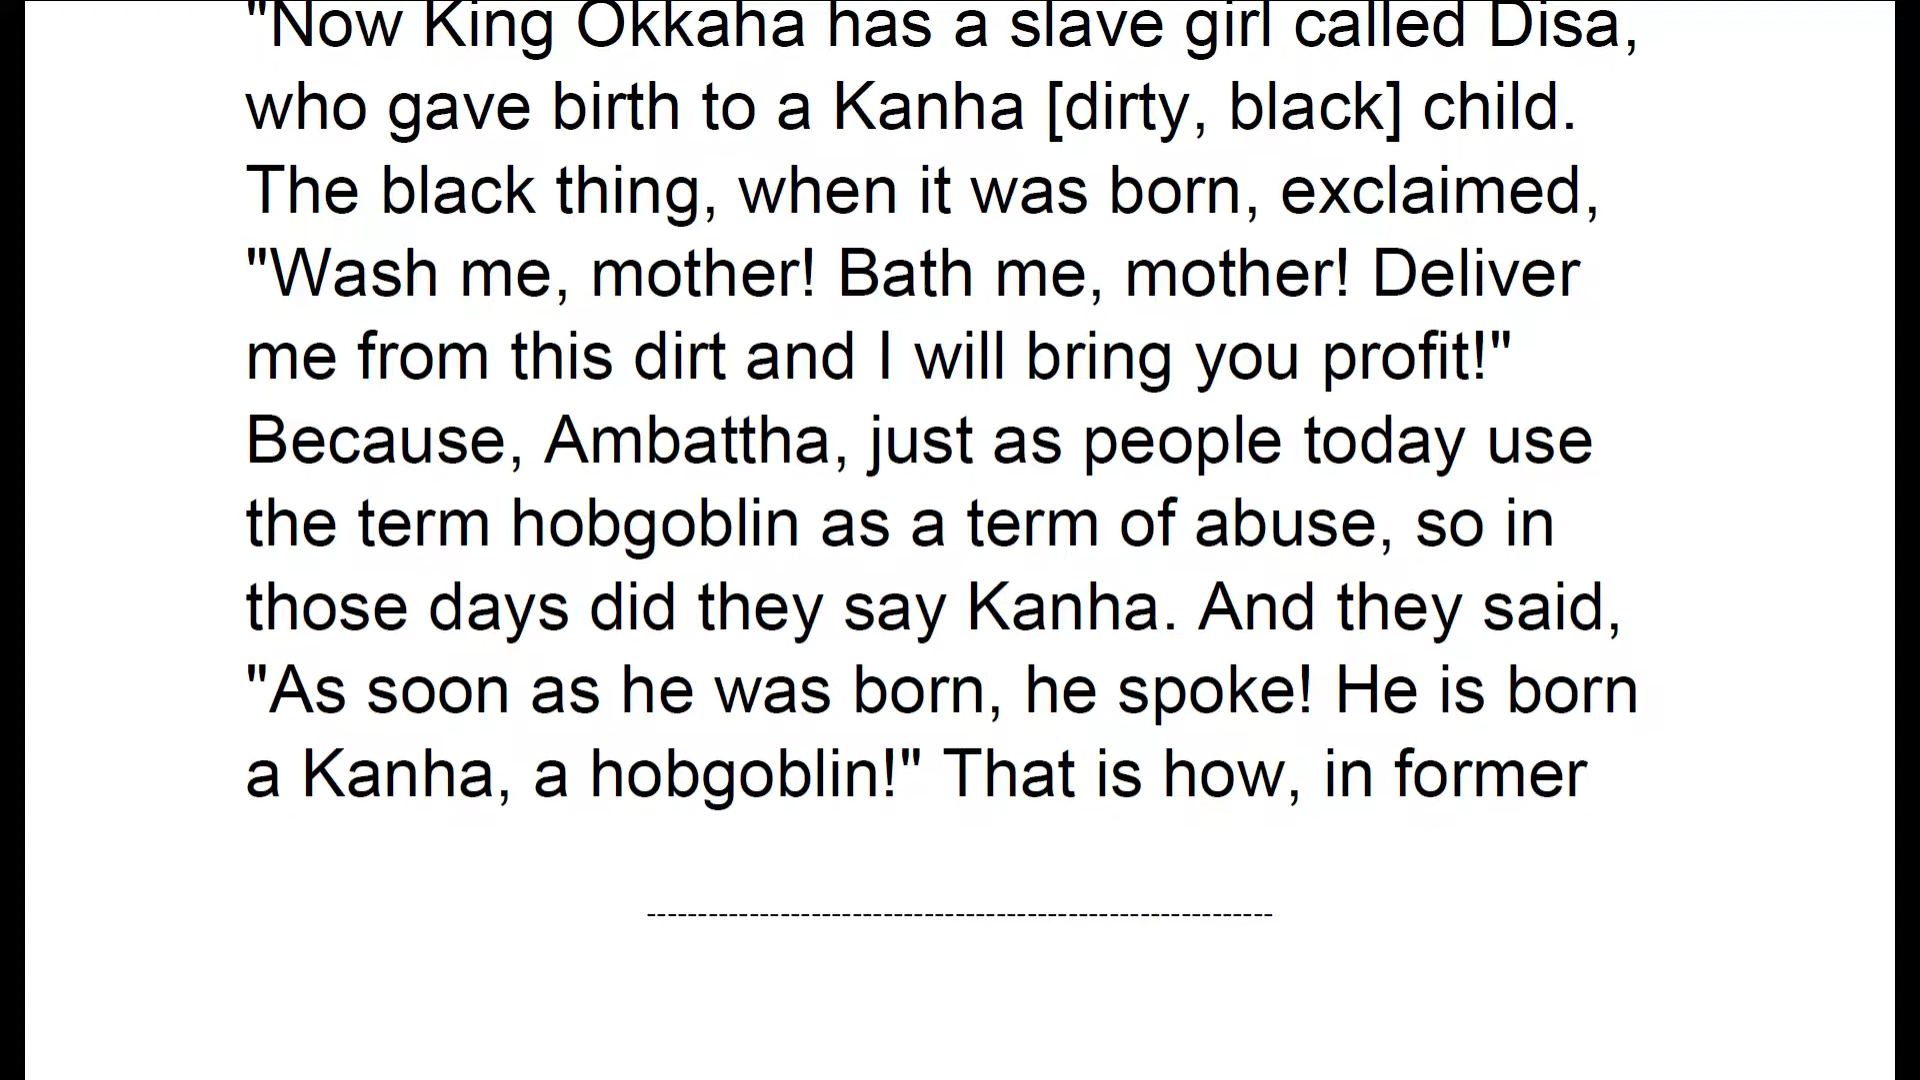 "Now King Okkaha has a slave girl called Disa,
who gave birth to a Kanha [dirty, black] child.
The black thing, when it was born, exclaimed,
"Wash me, mother! Bath me, mother! Deliver
me from this dirt and I will bring you profit!"
Because, Ambattha, just as people today use
the term hobgoblin as a term of abuse, so in
those days did they say Kanha. And they said,
"As soon as he was born, he spoke! He is born
a Kanha, a hobgoblin!" That is how, in former
-------------------------------------------------------------